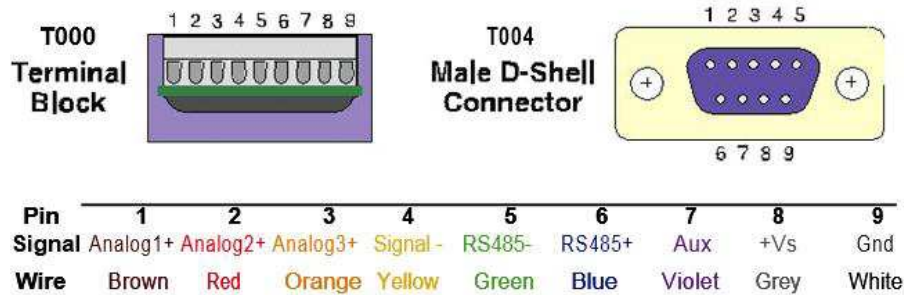 1 2 3 4 5 6 7 8 9
T000
Terminal
Block
1 2 3 4 5
T004
Male D-Shell
Connector
6 7 8 9
Pin 1 2 3 4 5 6 7 8 9
Signal Analog1+ Analog2+ Analog3+ Signal - RS485- RS485+ Aux +Vs Gnd
Wire Brown Red Orange Yellow Green Blue Violet Grey White